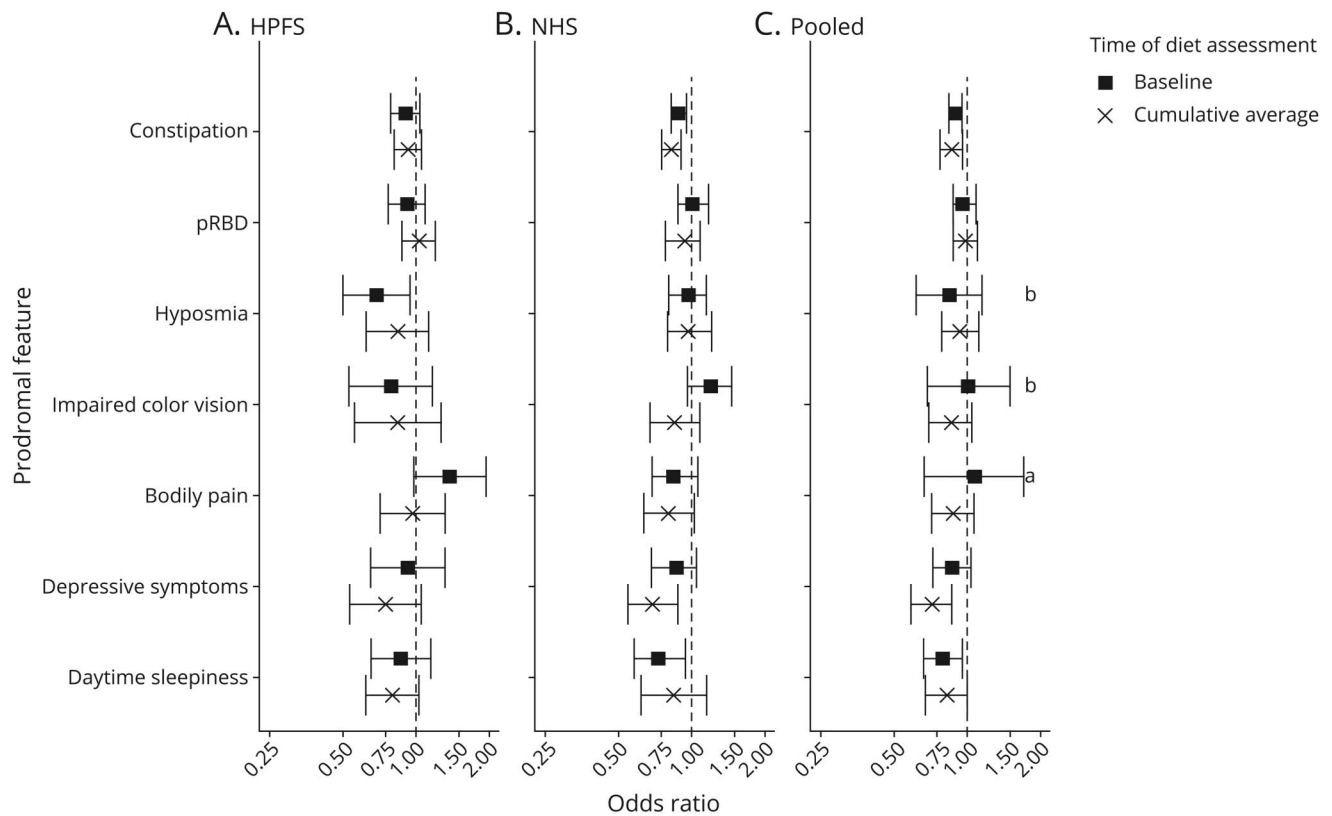 A. HPFS
B. NHS
C. Pooled
Time of diet assessment
Baseline
Cumulative average
Prodromal feature
Constipation
pRBD
Hyposmia
Impaired color vision
Bodily pain
Depressive symptoms
Daytime sleepiness
b
b
a
0.25 0.50 0.75 1.00 1.50 2.00
0.25 0.50 0.75 1.00 1.50 2.00
0.25 0.50 0.75 1.00 1.50 2.00
Odds ratio